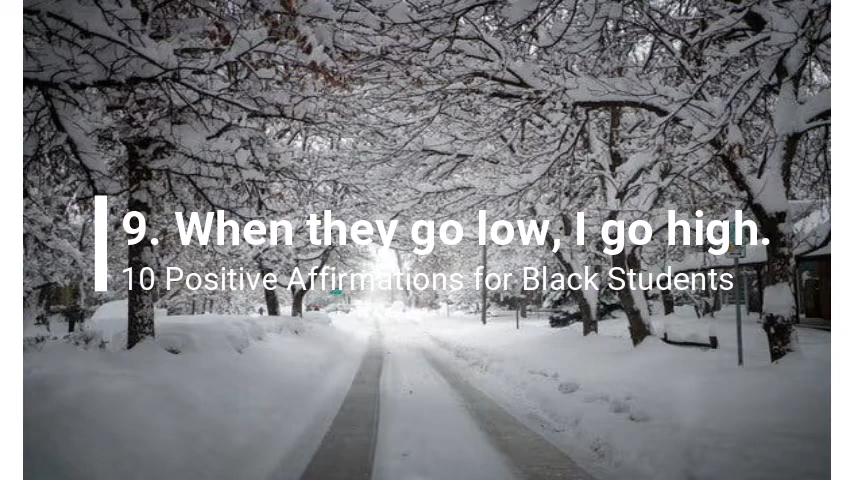 9. When they go low, I go high.
10 Positive Affirmations for Black Students